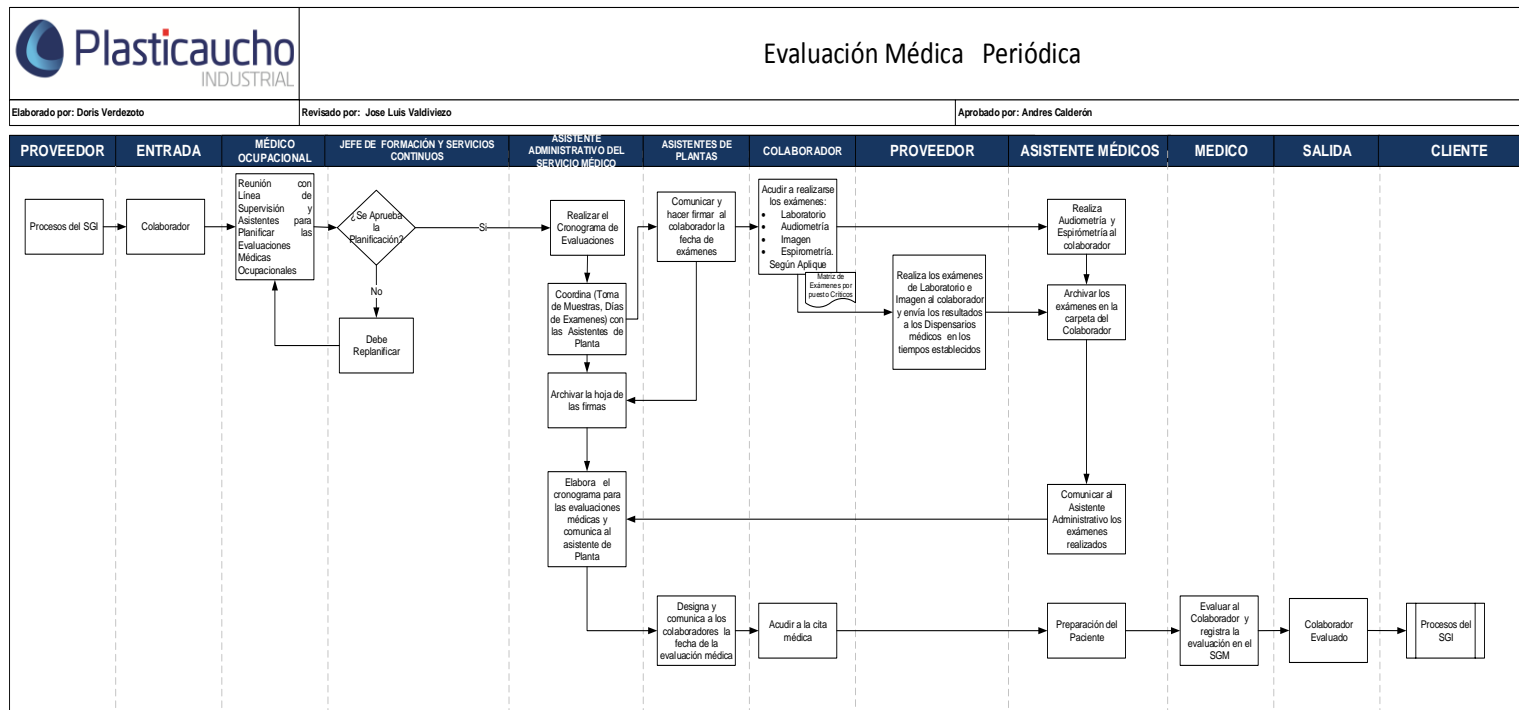 Plasticaucho
INDUSTRIAL
Evaluación Médica Periódica
Elaborado por: Doris Verdezoto
Revisado por: Jose Luis Valdiviezo
Aprobado por: Andres Calderón
PROVEEDOR
ENTRADA
MÉDICO
OCUPACIONAL
JEFE DE FORMACIÓN Y SERVICIOS
CONTINUOS
ASISTENTE
ADMINISTRATIVO DEL
SERVICIO MÉDICO
ASISTENTES DE
PLANTAS
COLABORADOR
PROVEEDOR
ASISTENTE MÉDICOS
MEDICO
SALIDA
CLIENTE
Procesos del SGI
Colaborador
Reunión con
Línea de
Supervisión y
Asistentes para
Planificar las
Evaluaciones
Médicas
Ocupacionales
¿Se Aprueba
la
Planificación?
Si
No
Debe
Replanificar
Realizar el
Cronograma de
Evaluaciones
Coordina (Toma
de Muestras, Días
de Examenes) con
las Asistentes de
Planta
Archivar la hoja de
las firmas
Elabora el
cronograma para
las evaluaciones
médicas y
comunica al
asistente de
Planta
Comunicar y
hacer firmar al
colaborador la
fecha de
exámenes
Acudir a realizarse
los exámenes:
• Laboratorio
• Audiometría
• Imagen
• Espirometría.
Según Aplique
Matriz de
Exámenes por
puesto Críticos
Realiza los exámenes
de Laboratorio e
Imagen al colaborador
y envía los resultados
a los Dispensarios
médicos en los
tiempos establecidos
Realiza
Audiometría y
Espirómetría al
colaborador
Archivar los
exámenes en la
carpeta del
Colaborador
Comunicar al
Asistente
Administrativo los
exámenes
realizados
Designa y
comunica a los
colaboradores la
fecha de la
evaluación médica
Acudir a la cita
médica
Preparación del
Paciente
Evaluar al
Colaborador y
registra la
evaluación en el
SGM
Colaborador
Evaluado
Procesos del
SGI